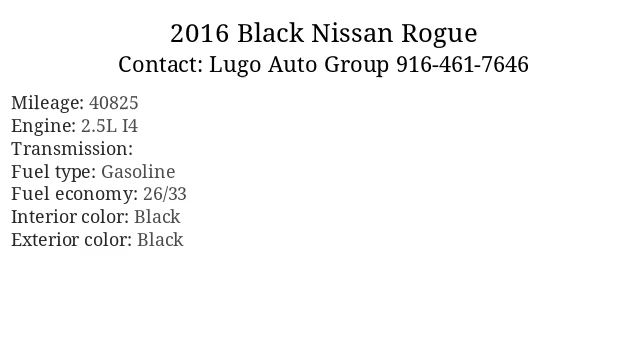 2016 Black Nissan Rogue
Contact: Lugo Auto Group 916-461-7646
Mileage: 40825
Engine: 2.5L I4
Transmission:
Fuel type: Gasoline
Fuel economy: 26/33
Interior color: Black
Exterior color: Black